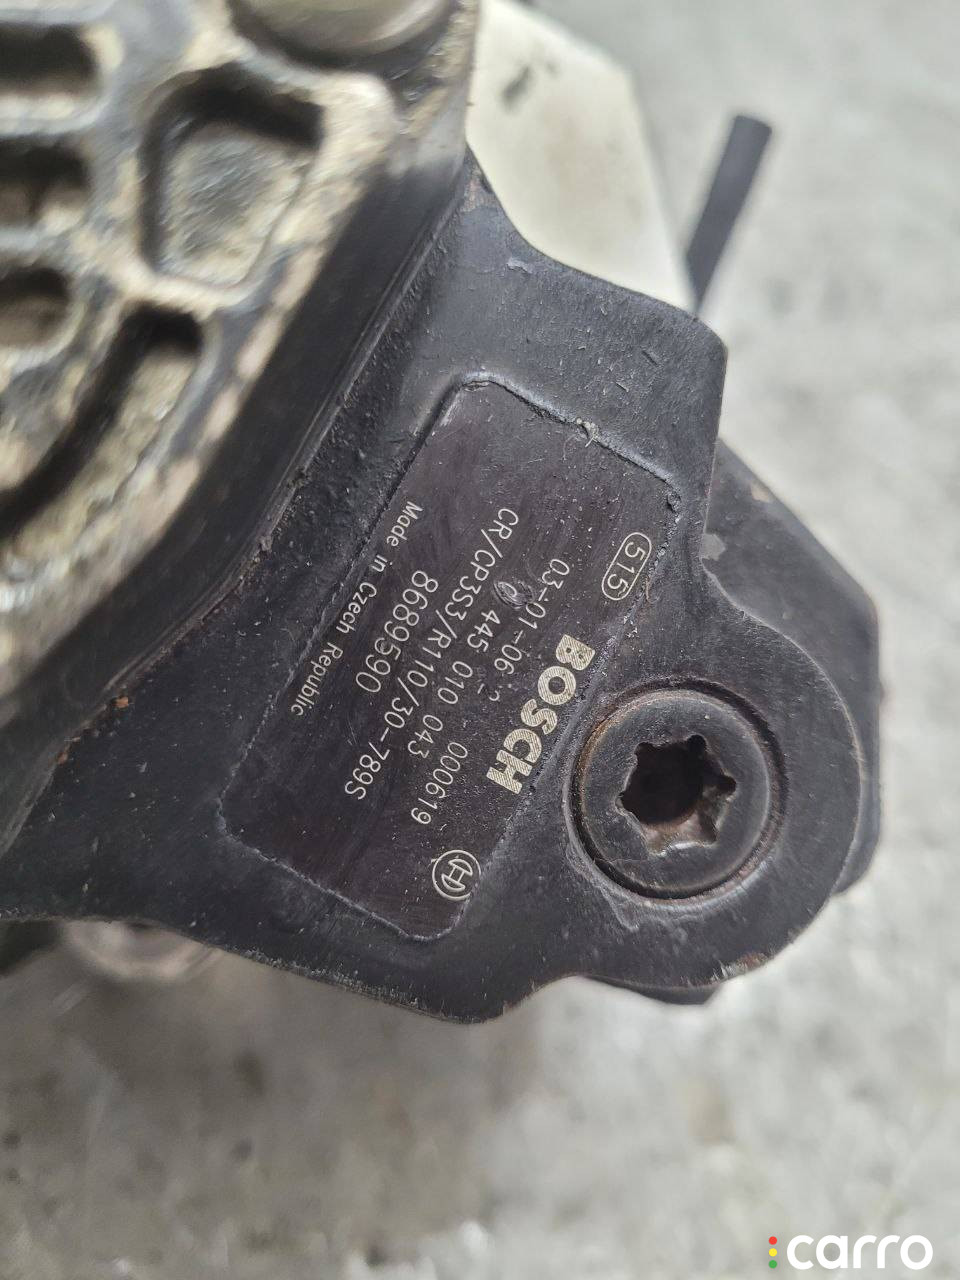 515
BOSCH
03-01-06 2 000619
0 445 010 043
CR/CP3S3/R110/30-789S
8689590
Made in Czech Republic
carro